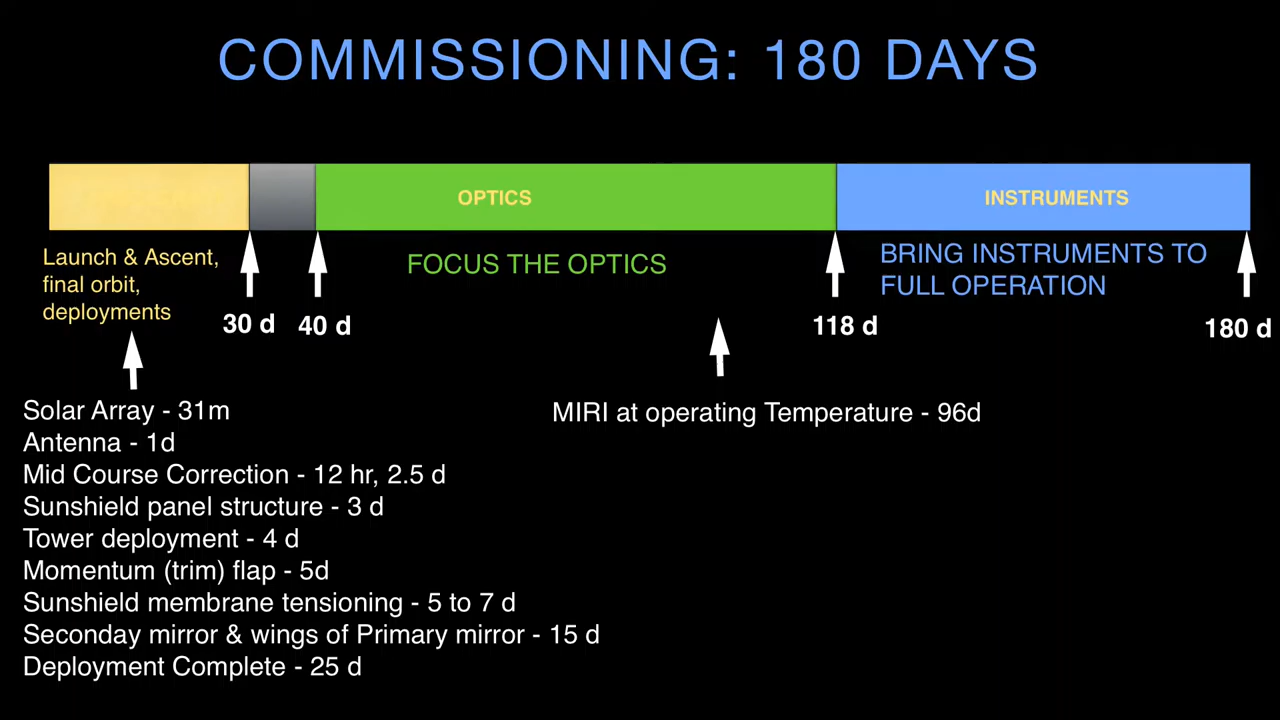 COMMISSIONING: 180 DAYS
OPTICS
INSTRUMENTS
Launch & Ascent,
final orbit,
deployments
FOCUS THE OPTICS
BRING INSTRUMENTS TO
FULL OPERATION
30 d
40 d
118 d
180 d
Solar Array - 31m
Antenna - 1d
Mid Course Correction - 12 hr, 2.5 d
Sunshield panel structure - 3 d
Tower deployment - 4 d
Momentum (trim) flap - 5d
Sunshield membrane tensioning - 5 to 7 d
Seconday mirror & wings of Primary mirror - 15 d
Deployment Complete - 25 d
MIRI at operating Temperature - 96d